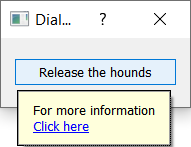 Dial... ?
Release the hounds
For more information
Click here